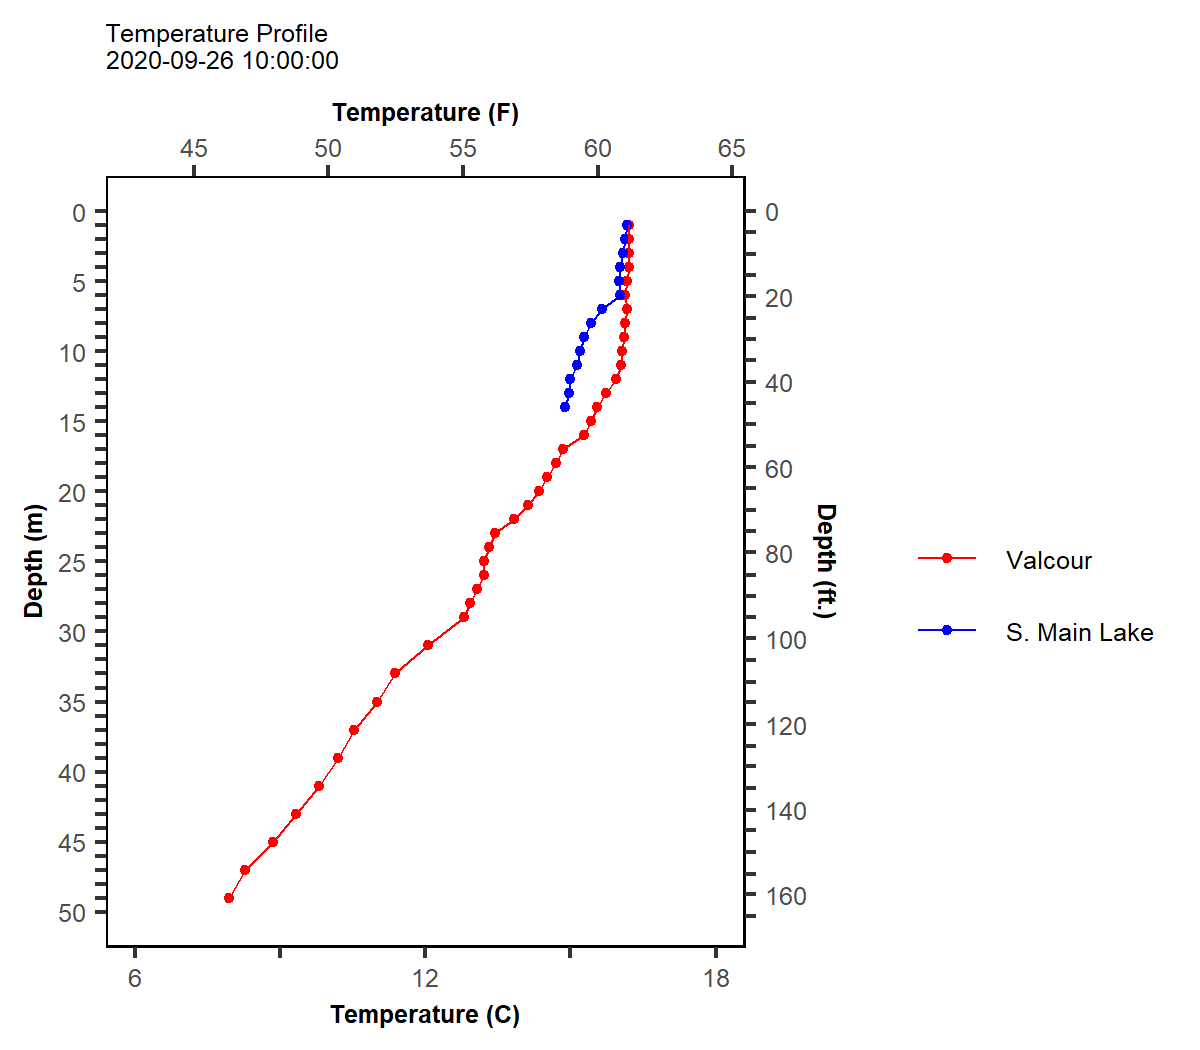 Temperature Profile
2020-09-26 10:00:00
Temperature (F)
45 50 55 60 65
0
5
10
15
20
25
30
35
40
45
50
Depth (m)
0
20
40
60
80
100
120
140
160
Depth (ft.)
Valcour
S. Main Lake
6 12 18
Temperature (C)